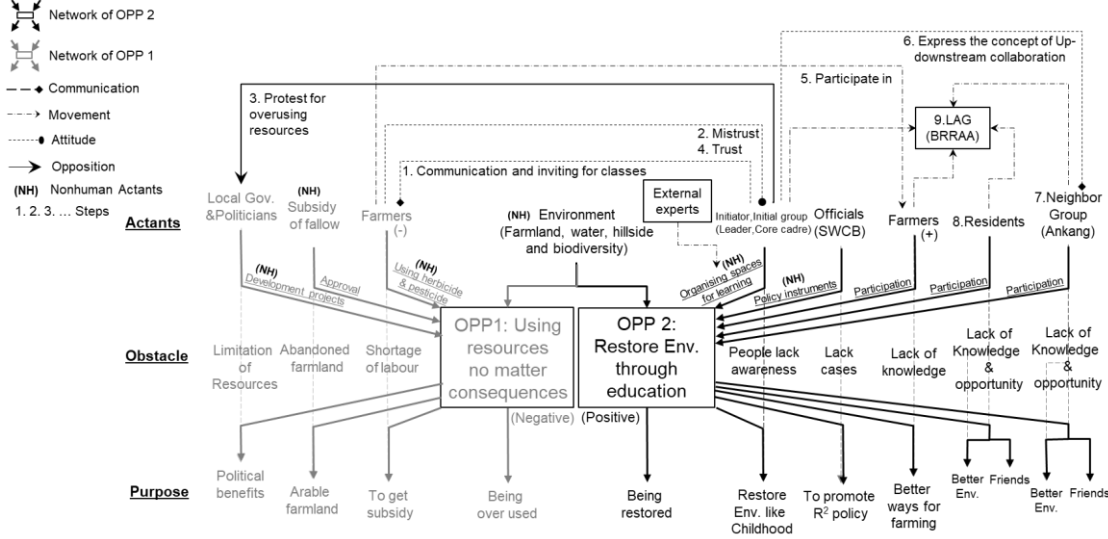 Network of OPP 2
Network of OPP 1
Communication
Movement
Attitude
Opposition
(NH) Nonhuman Actants
1. 2. 3. ... Steps
3. Protest for
overusing
resources
6. Express the concept of Up-
downstream collaboration
5. Participate in
9.LAG
(BRRAA)
2. Mistrust
4. Trust
1. Communication and inviting for classes
External
experts
Actants
Local Gov.
&Politicians
(NH)
Subsidy
of fallow
Farmers
(-)
(NH) Environment
(Farmland, water, hillside
and biodiversity)
Initiator,Initial group
(Leader,Core cadre)
Officials
(SWCB)
Farmers
(+)
8.Residents
7.Neighbor
Group
(Ankang)
(NH)
Development projects
Approval
(NH)
Using herbicide
& pesticide
(NH)
Organising spaces
for learning
(NH)
Policy instruments
Participation
Participation
Participation
Obstacle
Limitation
of
Resources
Abandoned
farmland
Shortage
of labour
OPP1: Using
resources
no matter
consequences
(Negative)
OPP 2:
Restore Env.
through
education
(Positive)
People lack
awareness
Lack
cases
Lack of
knowledge
Lack of
Knowledge
&
opportunity
Lack of
Knowledge
&
opportunity
Purpose
Political
benefits
Arable
farmland
To get
subsidy
Being
over used
Being
restored
Restore
Env. like
Childhood
To promote
R² policy
Better
ways for
farming
Better
Env.
Friends
Better
Env.
Friends